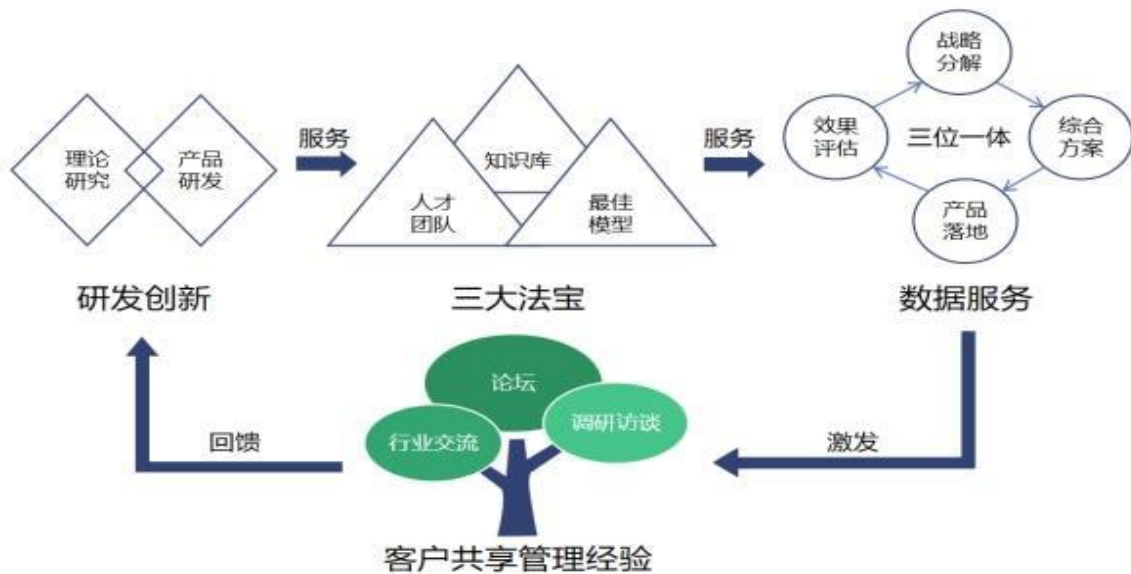 战略
分解
服务
服务
理论
研究
产品
研发
知识库
人才
团队
最佳
模型
效果
评估
三位一体
综合
方案
产品
落地
研发创新
三大法宝
数据服务
论坛
行业交流
调研访谈
回馈
激发
客户共享管理经验